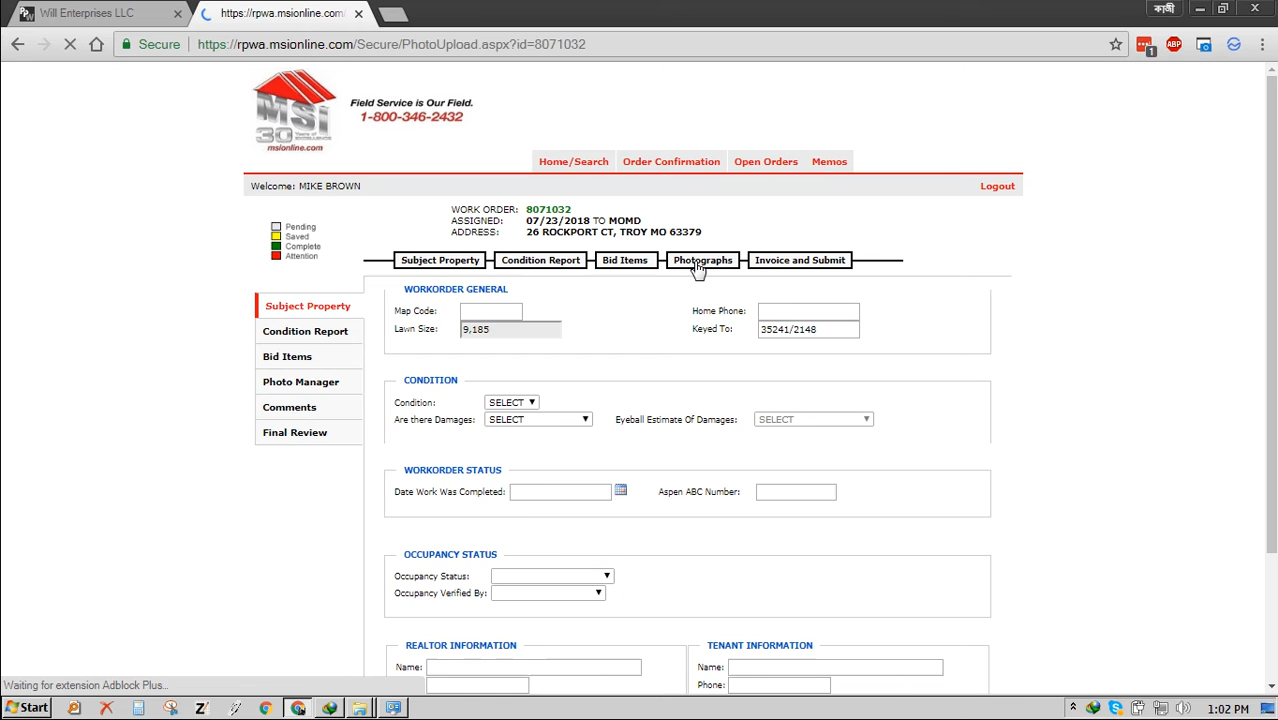 Will Enterprises LLC
https://rpwa.msionline.com/
কাজী
Secure
https://rpwa.msionline.com/Secure/PhotoUpload.aspx?id=8071032
1
ABP
MSI
30 Years of EXCELLENCE
msionline.com
Field Service is Our Field.
1-800-346-2432
Home/Search Order Confirmation Open Orders Memos
Welcome: MIKE BROWN
Logout
Pending
Saved
Complete
Attention
WORK ORDER: 8071032
ASSIGNED: 07/23/2018 TO MOMD
ADDRESS: 26 ROCKPORT CT, TROY MO 63379
Subject Property Condition Report Bid Items Photographs Invoice and Submit
Subject Property
Condition Report
Bid Items
Photo Manager
Comments
Final Review
WORKORDER GENERAL
Map Code: Home Phone:
Lawn Size: 9,185 Keyed To: 35241/2148
CONDITION
Condition: SELECT
Are there Damages: SELECT Eyeball Estimate Of Damages: SELECT
WORKORDER STATUS
Date Work Was Completed: Aspen ABC Number:
OCCUPANCY STATUS
Occupancy Status:
Occupancy Verified By:
REALTOR INFORMATION TENANT INFORMATION
Name: Name:
Phone:
Waiting for extension Adblock Plus...
Start
1:02 PM